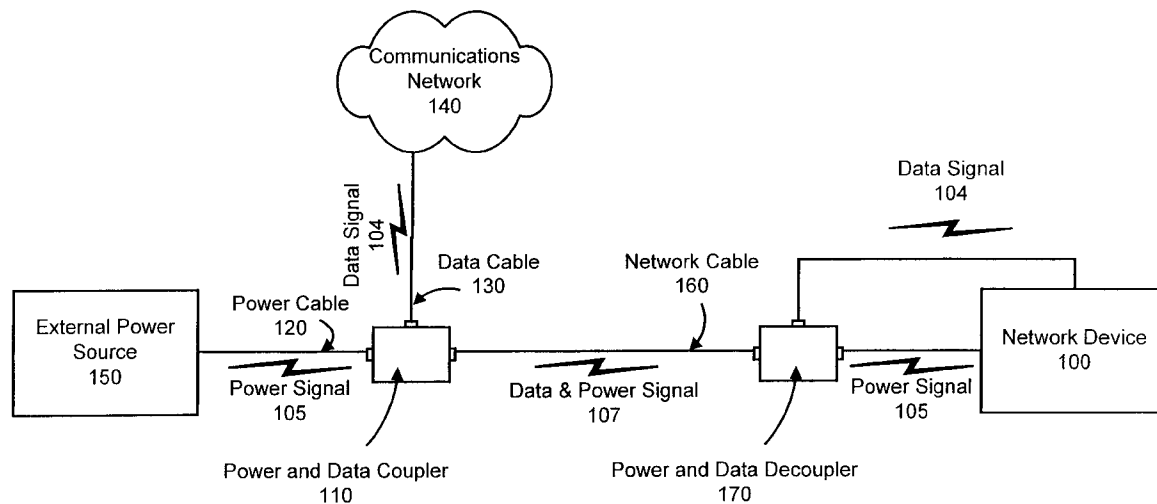 Communications
Network
140
Data Signal
104
Data Signal
104
Data Cable
130
Network Cable
160
Power Cable
120
External Power
Source
150
Network Device
100
Power Signal
105
Data & Power Signal
107
Power Signal
105
Power and Data Coupler
110
Power and Data Decoupler
170